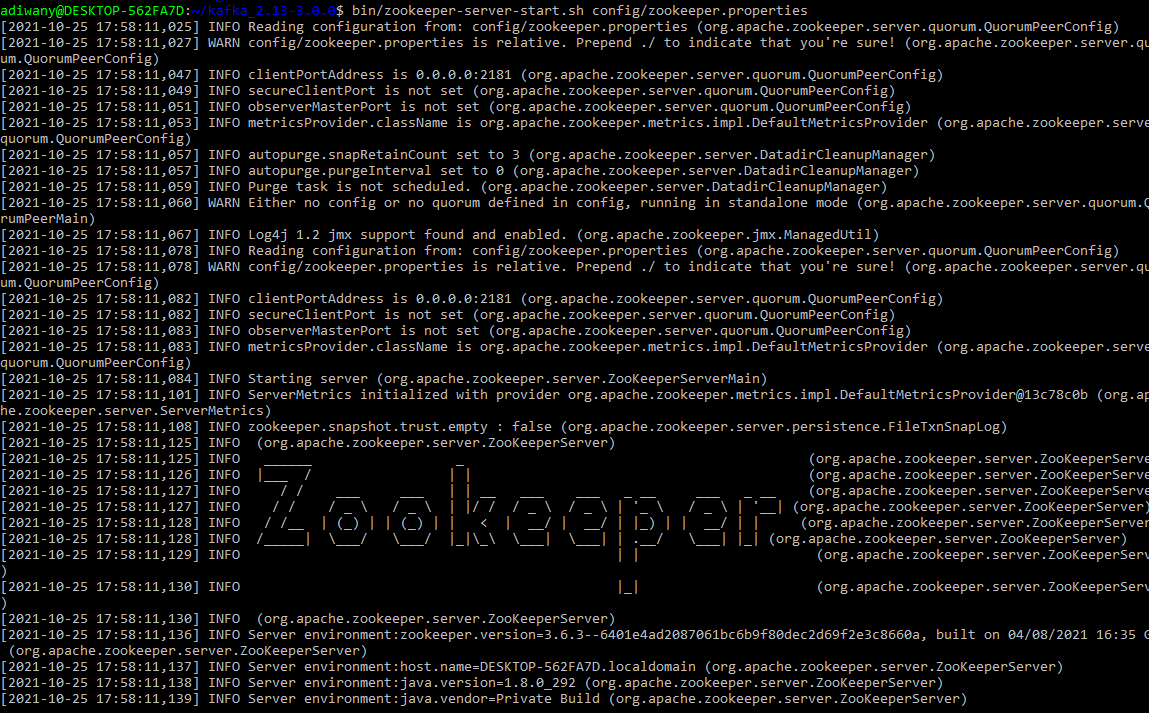 adiwany@DESKTOP-562FA7D:~/kafka_2.13-3.0.0$ bin/zookeeper-server-start.sh config/zookeeper.properties
[2021-10-25 17:58:11,025] INFO Reading configuration from: config/zookeeper.properties (org.apache.zookeeper.server.quorum.QuorumPeerConfig)
[2021-10-25 17:58:11,027] WARN config/zookeeper.properties is relative. Prepend ./ to indicate that you're sure! (org.apache.zookeeper.server.quor
um.QuorumPeerConfig)
[2021-10-25 17:58:11,047] INFO clientPortAddress is 0.0.0.0:2181 (org.apache.zookeeper.server.quorum.QuorumPeerConfig)
[2021-10-25 17:58:11,049] INFO secureClientPort is not set (org.apache.zookeeper.server.quorum.QuorumPeerConfig)
[2021-10-25 17:58:11,051] INFO observerMasterPort is not set (org.apache.zookeeper.server.quorum.QuorumPeerConfig)
[2021-10-25 17:58:11,053] INFO metricsProvider.className is org.apache.zookeeper.metrics.impl.DefaultMetricsProvider (org.apache.zookeeper.serve
quorum.QuorumPeerConfig)
[2021-10-25 17:58:11,057] INFO autopurge.snapRetainCount set to 3 (org.apache.zookeeper.server.DatadirCleanupManager)
[2021-10-25 17:58:11,057] INFO autopurge.purgeInterval set to 0 (org.apache.zookeeper.server.DatadirCleanupManager)
[2021-10-25 17:58:11,059] INFO Purge task is not scheduled. (org.apache.zookeeper.server.DatadirCleanupManager)
[2021-10-25 17:58:11,060] WARN Either no config or no quorum defined in config, running in standalone mode (org.apache.zookeeper.server.quorum.Q
rumPeerMain)
[2021-10-25 17:58:11,067] INFO Log4j 1.2 jmx support found and enabled. (org.apache.zookeeper.jmx.ManagedUtil)
[2021-10-25 17:58:11,078] INFO Reading configuration from: config/zookeeper.properties (org.apache.zookeeper.server.quorum.QuorumPeerConfig)
[2021-10-25 17:58:11,078] WARN config/zookeeper.properties is relative. Prepend ./ to indicate that you're sure! (org.apache.zookeeper.server.qu
um.QuorumPeerConfig)
[2021-10-25 17:58:11,082] INFO clientPortAddress is 0.0.0.0:2181 (org.apache.zookeeper.server.quorum.QuorumPeerConfig)
[2021-10-25 17:58:11,082] INFO secureClientPort is not set (org.apache.zookeeper.server.quorum.QuorumPeerConfig)
[2021-10-25 17:58:11,083] INFO observerMasterPort is not set (org.apache.zookeeper.server.quorum.QuorumPeerConfig)
[2021-10-25 17:58:11,083] INFO metricsProvider.className is org.apache.zookeeper.metrics.impl.DefaultMetricsProvider (org.apache.zookeeper.serve
quorum.QuorumPeerConfig)
[2021-10-25 17:58:11,084] INFO Starting server (org.apache.zookeeper.server.ZooKeeperServerMain)
[2021-10-25 17:58:11,101] INFO ServerMetrics initialized with provider org.apache.zookeeper.metrics.impl.DefaultMetricsProvider@13c78c0b (org.ap
he.zookeeper.server.ServerMetrics)
[2021-10-25 17:58:11,108] INFO zookeeper.snapshot.trust.empty : false (org.apache.zookeeper.server.persistence.FileTxnSnapLog)
[2021-10-25 17:58:11,125] INFO  (org.apache.zookeeper.server.ZooKeeperServer)
[2021-10-25 17:58:11,125] INFO   ______                  _                                           (org.apache.zookeeper.server.ZooKeeperServe
[2021-10-25 17:58:11,126] INFO  |___  /                 | |                                          (org.apache.zookeeper.server.ZooKeeperServe
[2021-10-25 17:58:11,127] INFO     / /    ___     ___   | | __   ___    ___   _ __    ___   _ __     (org.apache.zookeeper.server.ZooKeeperServe
[2021-10-25 17:58:11,127] INFO    / /    / _ \   / _ \  | |/ /  / _ \  / _ \ | '_ \  / _ \ | '__| (org.apache.zookeeper.server.ZooKeeperServer)
[2021-10-25 17:58:11,128] INFO   / /__  | (_) | | (_) | |   <  |  __/ |  __/ | |_) | |  __/ | |     (org.apache.zookeeper.server.ZooKeeperServe
[2021-10-25 17:58:11,128] INFO  /_____|  \___/   \___/  |_|\_\  \___|  \___| | .__/   \___| |_| (org.apache.zookeeper.server.ZooKeeperServer)
[2021-10-25 17:58:11,129] INFO                                               | |                      (org.apache.zookeeper.server.ZooKeeperServ
)
[2021-10-25 17:58:11,130] INFO                                               |_|                      (org.apache.zookeeper.server.ZooKeeperServ
)
[2021-10-25 17:58:11,130] INFO  (org.apache.zookeeper.server.ZooKeeperServer)
[2021-10-25 17:58:11,136] INFO Server environment:zookeeper.version=3.6.3--6401e4ad2087061bc6b9f80dec2d69f2e3c8660a, built on 04/08/2021 16:35 G
 (org.apache.zookeeper.server.ZooKeeperServer)
[2021-10-25 17:58:11,137] INFO Server environment:host.name=DESKTOP-562FA7D.localdomain (org.apache.zookeeper.server.ZooKeeperServer)
[2021-10-25 17:58:11,138] INFO Server environment:java.version=1.8.0_292 (org.apache.zookeeper.server.ZooKeeperServer)
[2021-10-25 17:58:11,139] INFO Server environment:java.vendor=Private Build (org.apache.zookeeper.server.ZooKeeperServer)